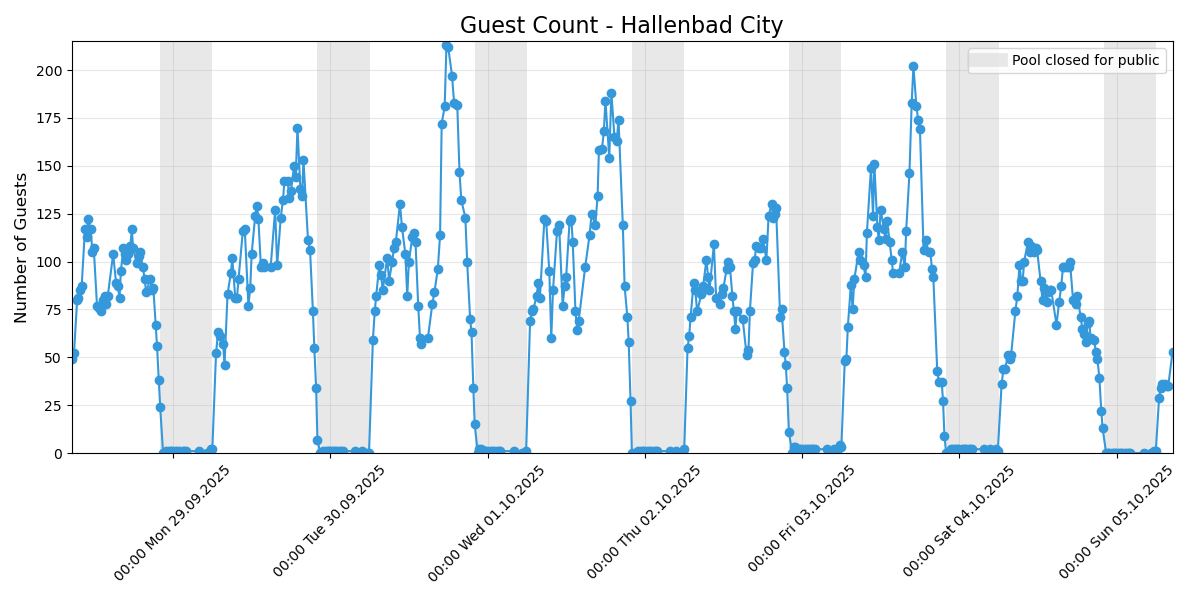 Guest Count - Hallenbad City
Pool closed for public
Number of Guests
200
175
150
125
100
75
50
25
0
00:00 Mon 29.09.2025
00:00 Tue 30.09.2025
00:00 Wed 01.10.2025
00:00 Thu 02.10.2025
00:00 Fri 03.10.2025
00:00 Sat 04.10.2025
00:00 Sun 05.10.2025